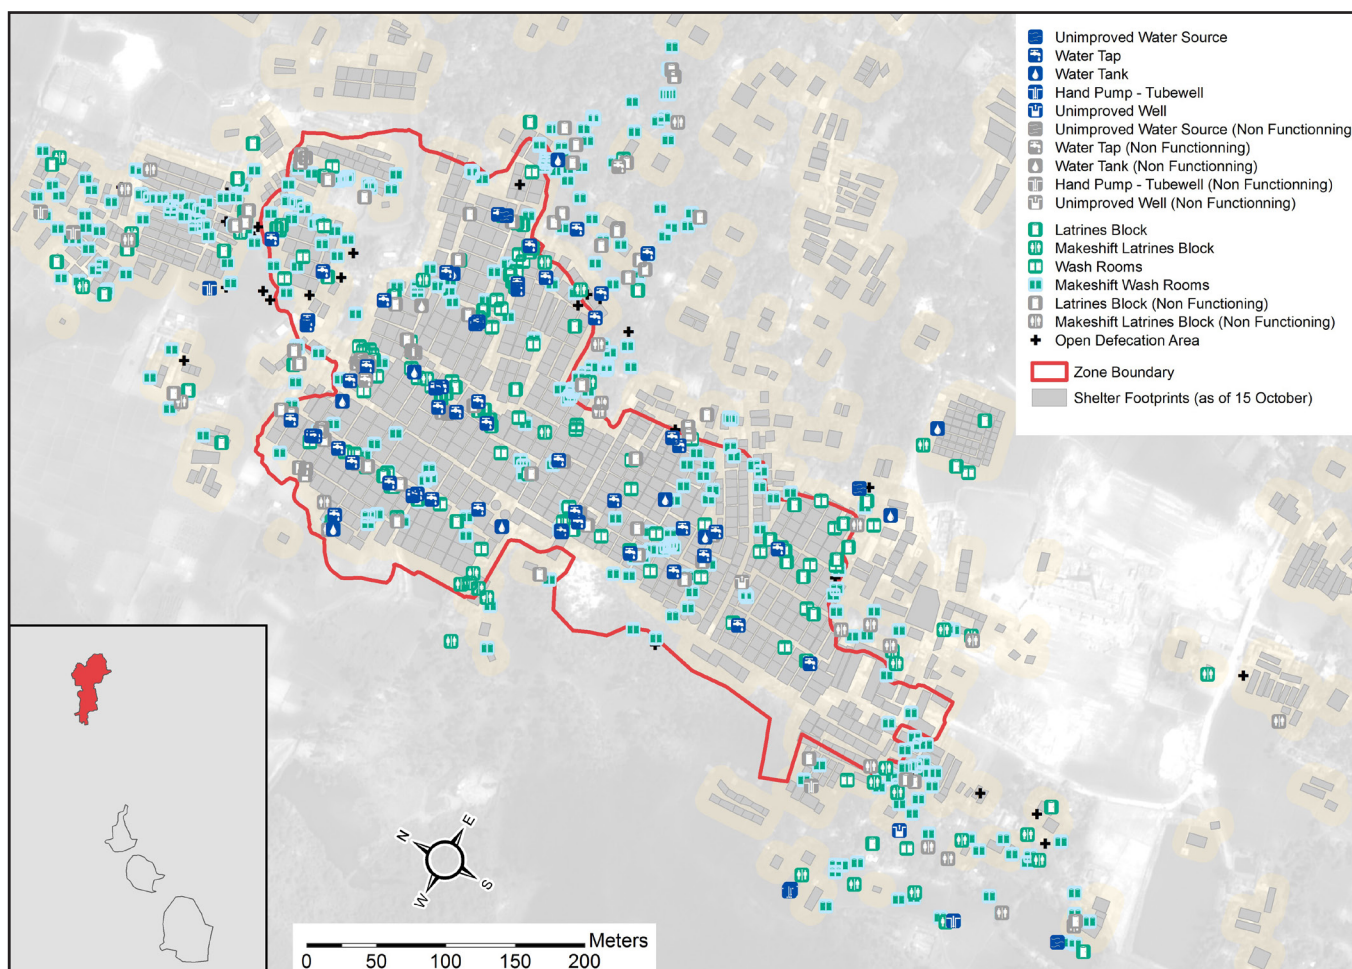 Unimproved Water Source
Water Tap
Water Tank
Hand Pump - Tubewell
Unimproved Well
Unimproved Water Source (Non Functionning
Water Tap (Non Functionning)
Water Tank (Non Functionning)
Hand Pump - Tubewell (Non Functionning)
Unimproved Well (Non Functionning)
Latrines Block
Makeshift Latrines Block
Wash Rooms
Makeshift Wash Rooms
Latrines Block (Non Functioning)
Makeshift Latrines Block (Non Functioning)
Open Defecation Area
Zone Boundary
Shelter Footprints (as of 15 October)
N E
W S
Meters
0 50 100 150 200